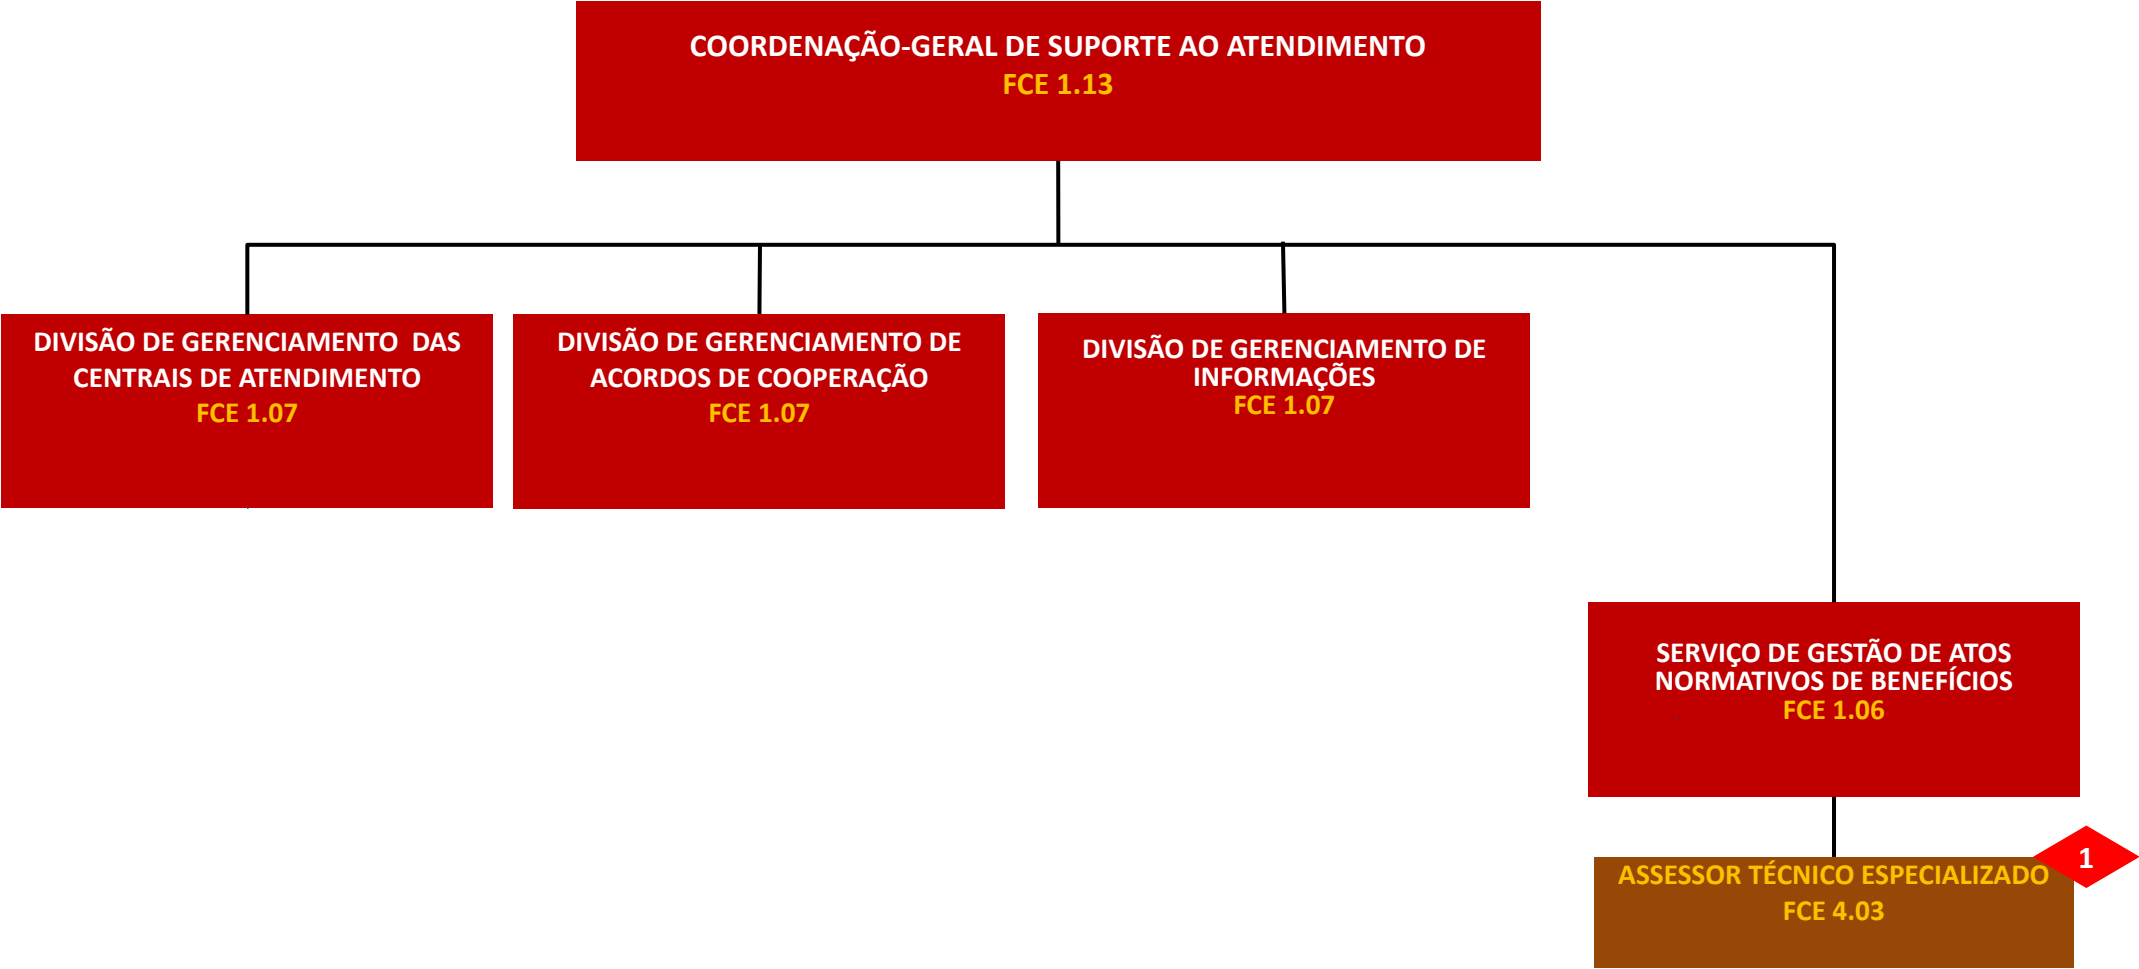 COORDENAÇÃO-GERAL DE SUPORTE AO ATENDIMENTO
FCE 1.13
DIVISÃO DE GERENCIAMENTO  DAS
CENTRAIS DE ATENDIMENTO
FCE 1.07
DIVISÃO DE GERENCIAMENTO DE
ACORDOS DE COOPERAÇÃO
FCE 1.07
DIVISÃO DE GERENCIAMENTO DE
INFORMAÇÕES
FCE 1.07
SERVIÇO DE GESTÃO DE ATOS
NORMATIVOS DE BENEFÍCIOS
FCE 1.06
1
ASSESSOR TÉCNICO ESPECIALIZADO
FCE 4.03